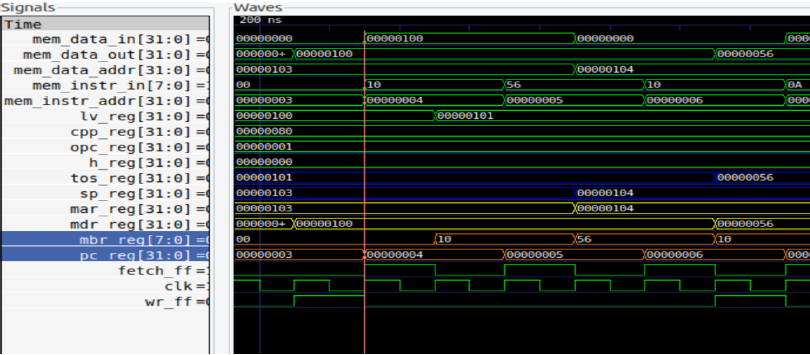 Signals Waves
Time 200 ns
mem_data_in[31:0] =0 00000000 00000100 00000000 000
mem_data_out[31:0] =0 000000+ 00000100 00000056
mem_data_addr[31:0] =0 00000103 00000104
mem_instr_in[7:0] =1 00 10 56 10 0A
mem_instr_addr[31:0] =0 00000003 00000004 00000005 00000006 000
lv_reg[31:0] =0 00000100 00000101
cpp_reg[31:0] =0 00000080
opc_reg[31:0] =0 00000001
h_reg[31:0] =0 00000000
tos_reg[31:0] =0 00000101 00000056
sp_reg[31:0] =0 00000103 00000104
mar_reg[31:0] =0 00000103 00000104
mdr_reg[31:0] =0 000000+ 00000100 00000056
mbr_reg[7:0] =0 00 10 56 10
pc_reg[31:0] =0 00000003 00000004 00000005 00000006 000
fetch_ff =1
clk =1
wr_ff =0